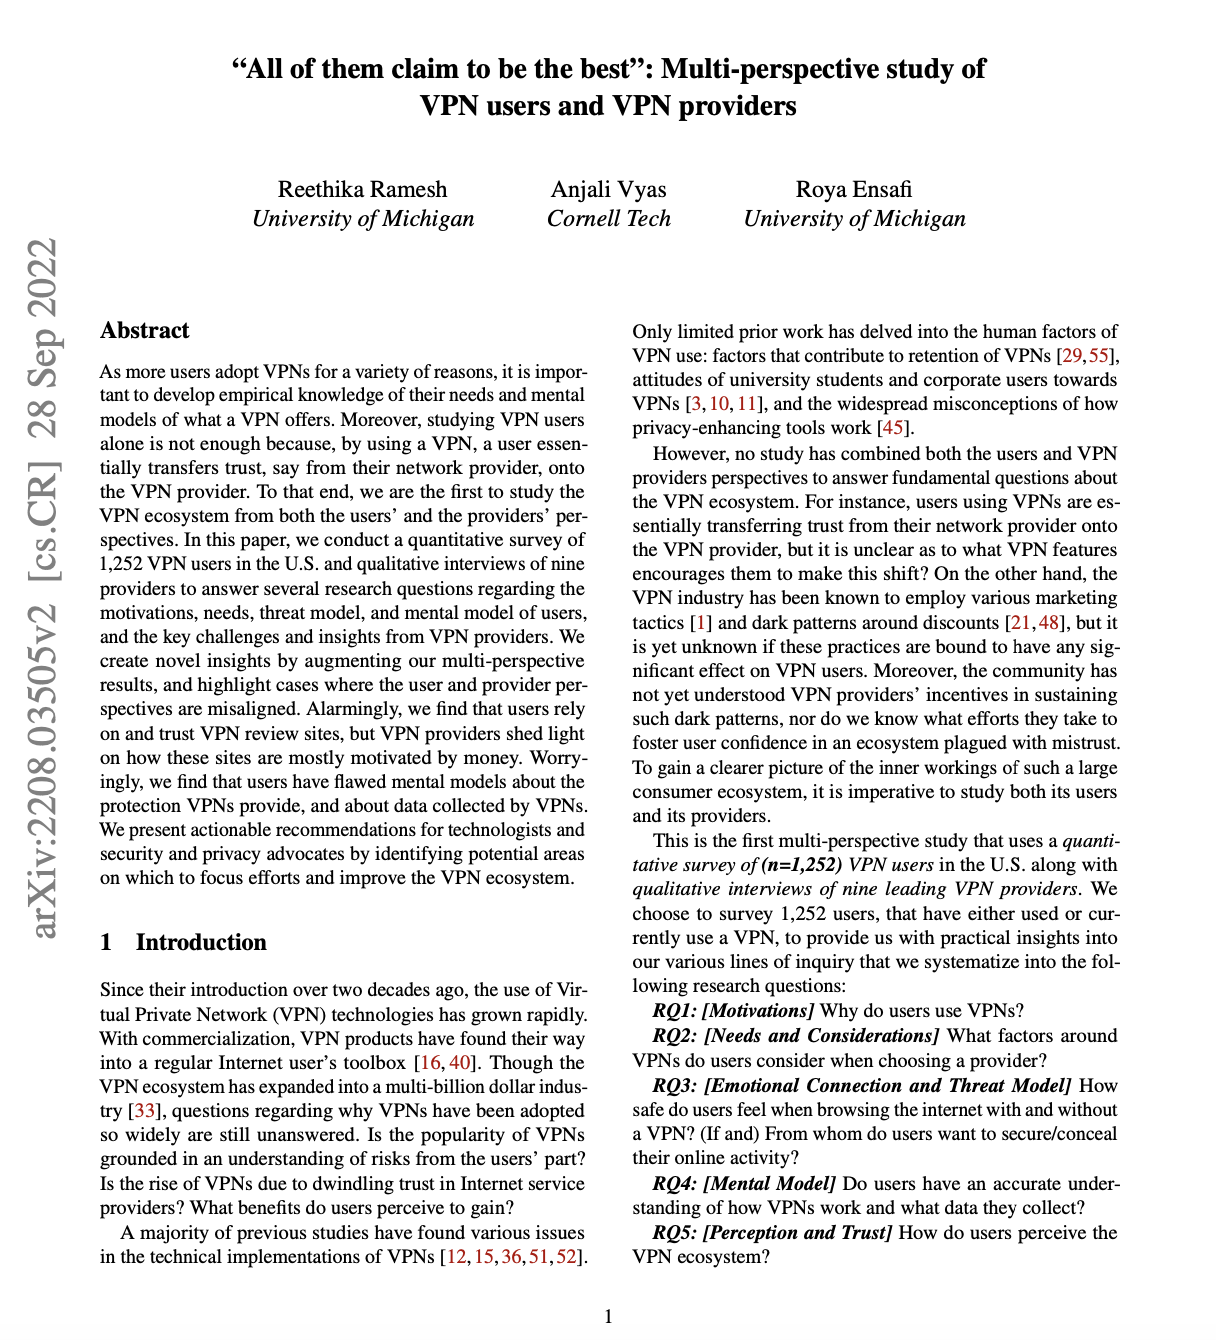 “All of them claim to be the best”: Multi-perspective study of
VPN users and VPN providers
Reethika Ramesh
University of Michigan
Anjali Vyas
Cornell Tech
Roya Ensafi
University of Michigan
arXiv:2208.03505v2 [cs.CR] 28 Sep 2022
Abstract
As more users adopt VPNs for a variety of reasons, it is impor-
tant to develop empirical knowledge of their needs and mental
models of what a VPN offers. Moreover, studying VPN users
alone is not enough because, by using a VPN, a user essen-
tially transfers trust, say from their network provider, onto
the VPN provider. To that end, we are the first to study the
VPN ecosystem from both the users’ and the providers’ per-
spectives. In this paper, we conduct a quantitative survey of
1,252 VPN users in the U.S. and qualitative interviews of nine
providers to answer several research questions regarding the
motivations, needs, threat model, and mental model of users,
and the key challenges and insights from VPN providers. We
create novel insights by augmenting our multi-perspective
results, and highlight cases where the user and provider per-
spectives are misaligned. Alarmingly, we find that users rely
on and trust VPN review sites, but VPN providers shed light
on how these sites are mostly motivated by money. Worry-
ingly, we find that users have flawed mental models about the
protection VPNs provide, and about data collected by VPNs.
We present actionable recommendations for technologists and
security and privacy advocates by identifying potential areas
on which to focus efforts and improve the VPN ecosystem.
1 Introduction
Since their introduction over two decades ago, the use of Vir-
tual Private Network (VPN) technologies has grown rapidly.
With commercialization, VPN products have found their way
into a regular Internet user’s toolbox [16, 40]. Though the
VPN ecosystem has expanded into a multi-billion dollar indus-
try [33], questions regarding why VPNs have been adopted
so widely are still unanswered. Is the popularity of VPNs
grounded in an understanding of risks from the users’ part?
Is the rise of VPNs due to dwindling trust in Internet service
providers? What benefits do users perceive to gain?
A majority of previous studies have found various issues
in the technical implementations of VPNs [12, 15, 36, 51, 52].
Only limited prior work has delved into the human factors of
VPN use: factors that contribute to retention of VPNs [29, 55],
attitudes of university students and corporate users towards
VPNs [3, 10, 11], and the widespread misconceptions of how
privacy-enhancing tools work [45].
However, no study has combined both the users and VPN
providers perspectives to answer fundamental questions about
the VPN ecosystem. For instance, users using VPNs are es-
sentially transferring trust from their network provider onto
the VPN provider, but it is unclear as to what VPN features
encourages them to make this shift? On the other hand, the
VPN industry has been known to employ various marketing
tactics [1] and dark patterns around discounts [21, 48], but it
is yet unknown if these practices are bound to have any sig-
nificant effect on VPN users. Moreover, the community has
not yet understood VPN providers’ incentives in sustaining
such dark patterns, nor do we know what efforts they take to
foster user confidence in an ecosystem plagued with mistrust.
To gain a clearer picture of the inner workings of such a large
consumer ecosystem, it is imperative to study both its users
and its providers.
This is the first multi-perspective study that uses a quanti-
tative survey of (n=1,252) VPN users in the U.S. along with
qualitative interviews of nine leading VPN providers. We
choose to survey 1,252 users, that have either used or cur-
rently use a VPN, to provide us with practical insights into
our various lines of inquiry that we systematize into the fol-
lowing research questions:
RQ1: [Motivations] Why do users use VPNs?
RQ2: [Needs and Considerations] What factors around
VPNs do users consider when choosing a provider?
RQ3: [Emotional Connection and Threat Model] How
safe do users feel when browsing the internet with and without
a VPN? (If and) From whom do users want to secure/conceal
their online activity?
RQ4: [Mental Model] Do users have an accurate under-
standing of how VPNs work and what data they collect?
RQ5: [Perception and Trust] How do users perceive the
VPN ecosystem?
1